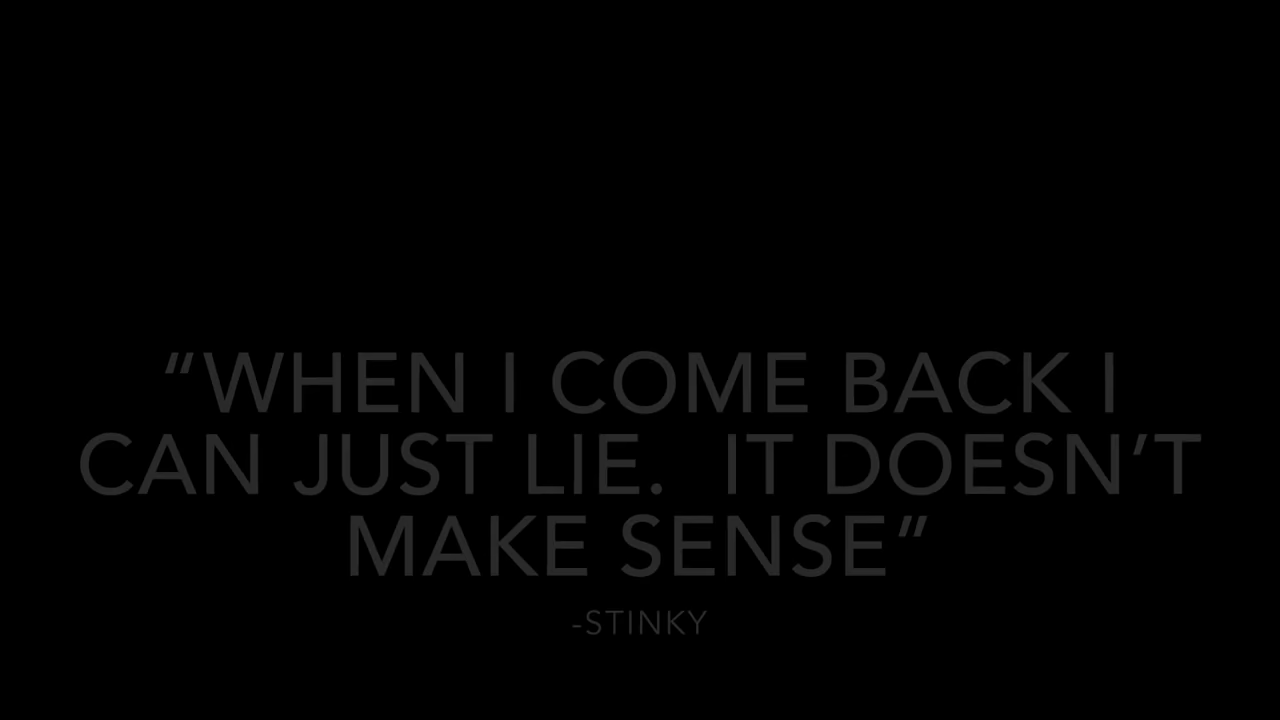 “WHEN I COME BACK I
CAN JUST LIE.  IT DOESN’T
MAKE SENSE”
-STINKY